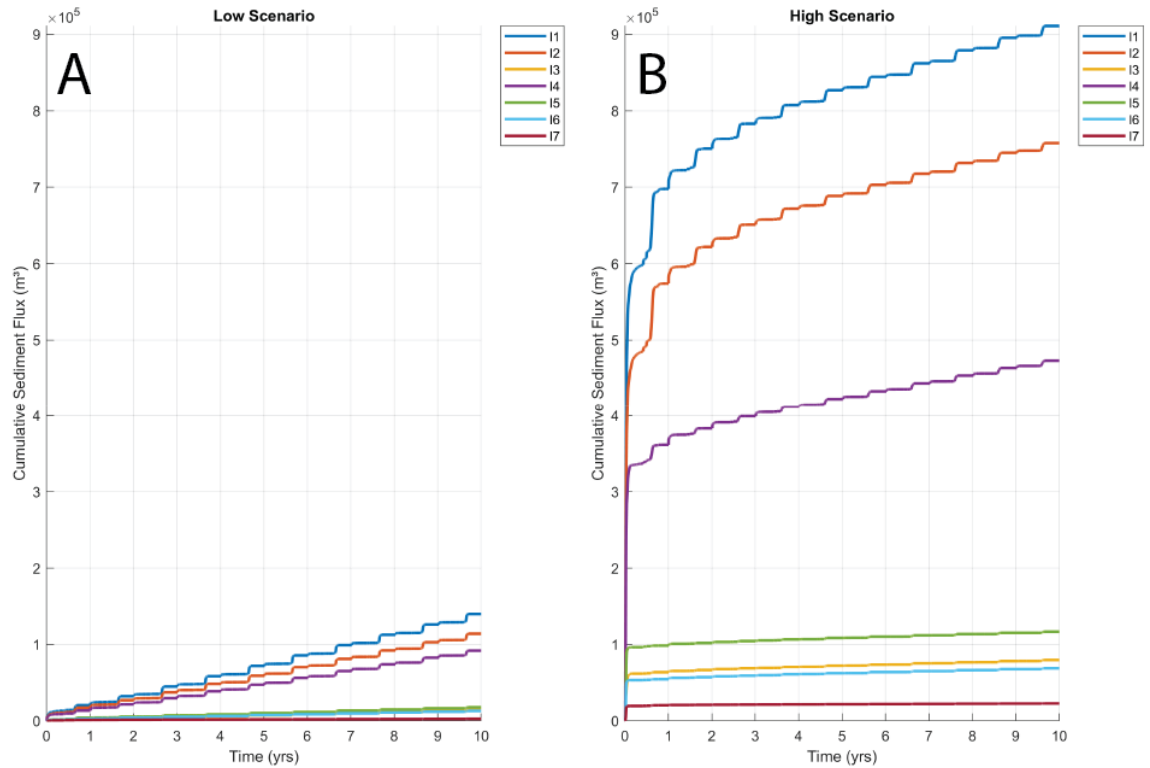 Low Scenario
×10⁵
A
9
8
7
6
5
4
3
2
1
0
Cumulative Sediment Flux (m³)
0 1 2 3 4 5 6 7 8 9 10
Time (yrs)
I1
I2
I3
I4
I5
I6
I7
High Scenario
×10⁵
B
9
8
7
6
5
4
3
2
1
0
Cumulative Sediment Flux (m³)
0 1 2 3 4 5 6 7 8 9 10
Time (yrs)
I1
I2
I3
I4
I5
I6
I7